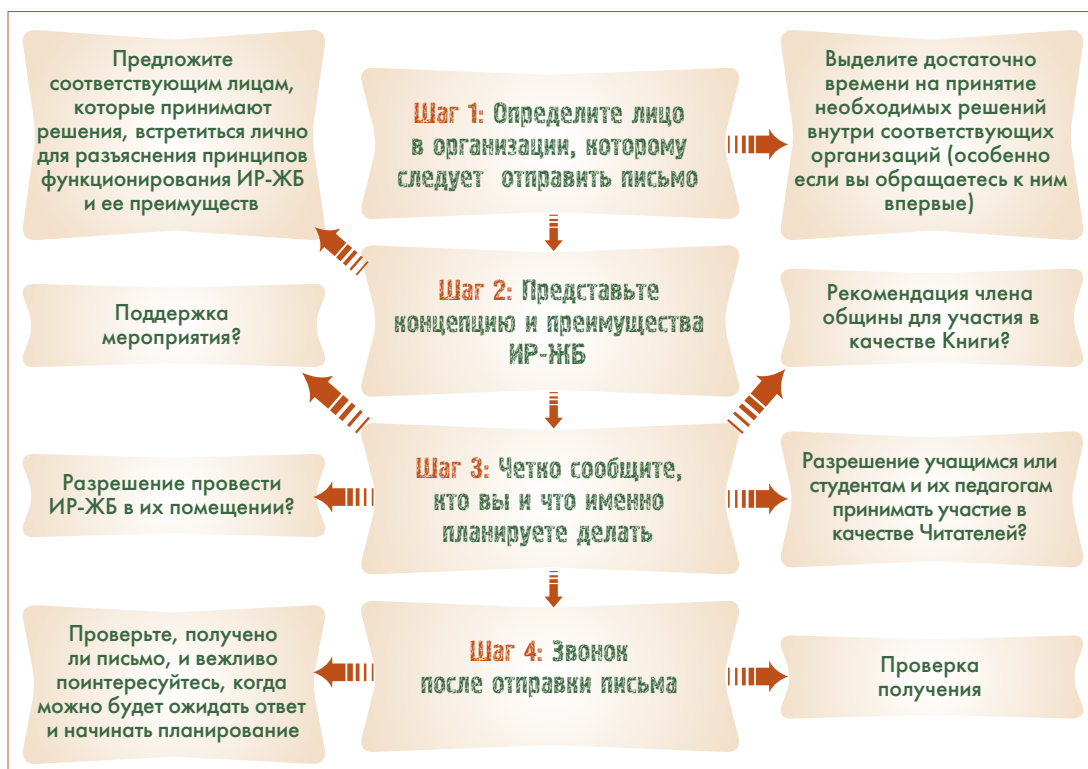 Предложите
соответствующим лицам,
которые принимают
решения, встретиться лично
для разъяснения принципов
функционирования ИР-ЖБ
и ее преимуществ
Шаг 1: Определите лицо
в организации, которому
следует отправить письмо
Выделите достаточно
времени на принятие
необходимых решений
внутри соответствующих
организаций (особенно
если вы обращаетесь к ним
впервые)
Шаг 2: Представьте
концепцию и преимущества
ИР-ЖБ
Поддержка
мероприятия?
Рекомендация члена
общины для участия в
качестве Книги?
Шаг 3: Четко сообщите,
кто вы и что именно
планируете делать
Разрешение провести
ИР-ЖБ в их помещении?
Разрешение учащимся или
студентам и их педагогам
принимать участие в
качестве Читателей?
Шаг 4: Звонок
после отправки письма
Проверьте, получено
ли письмо, и вежливо
поинтересуйтесь, когда
можно будет ожидать ответ
и начинать планирование
Проверка
получения